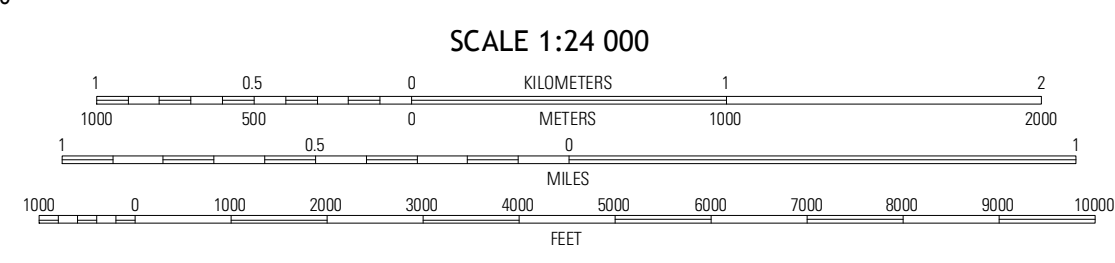 SCALE 1:24 000
1 0.5 0 KILOMETERS 1 2
1000 500 0 METERS 1000 2000
1 0.5 0 1
MILES
1000 0 1000 2000 3000 4000 5000 6000 7000 8000 9000 10000
FEET